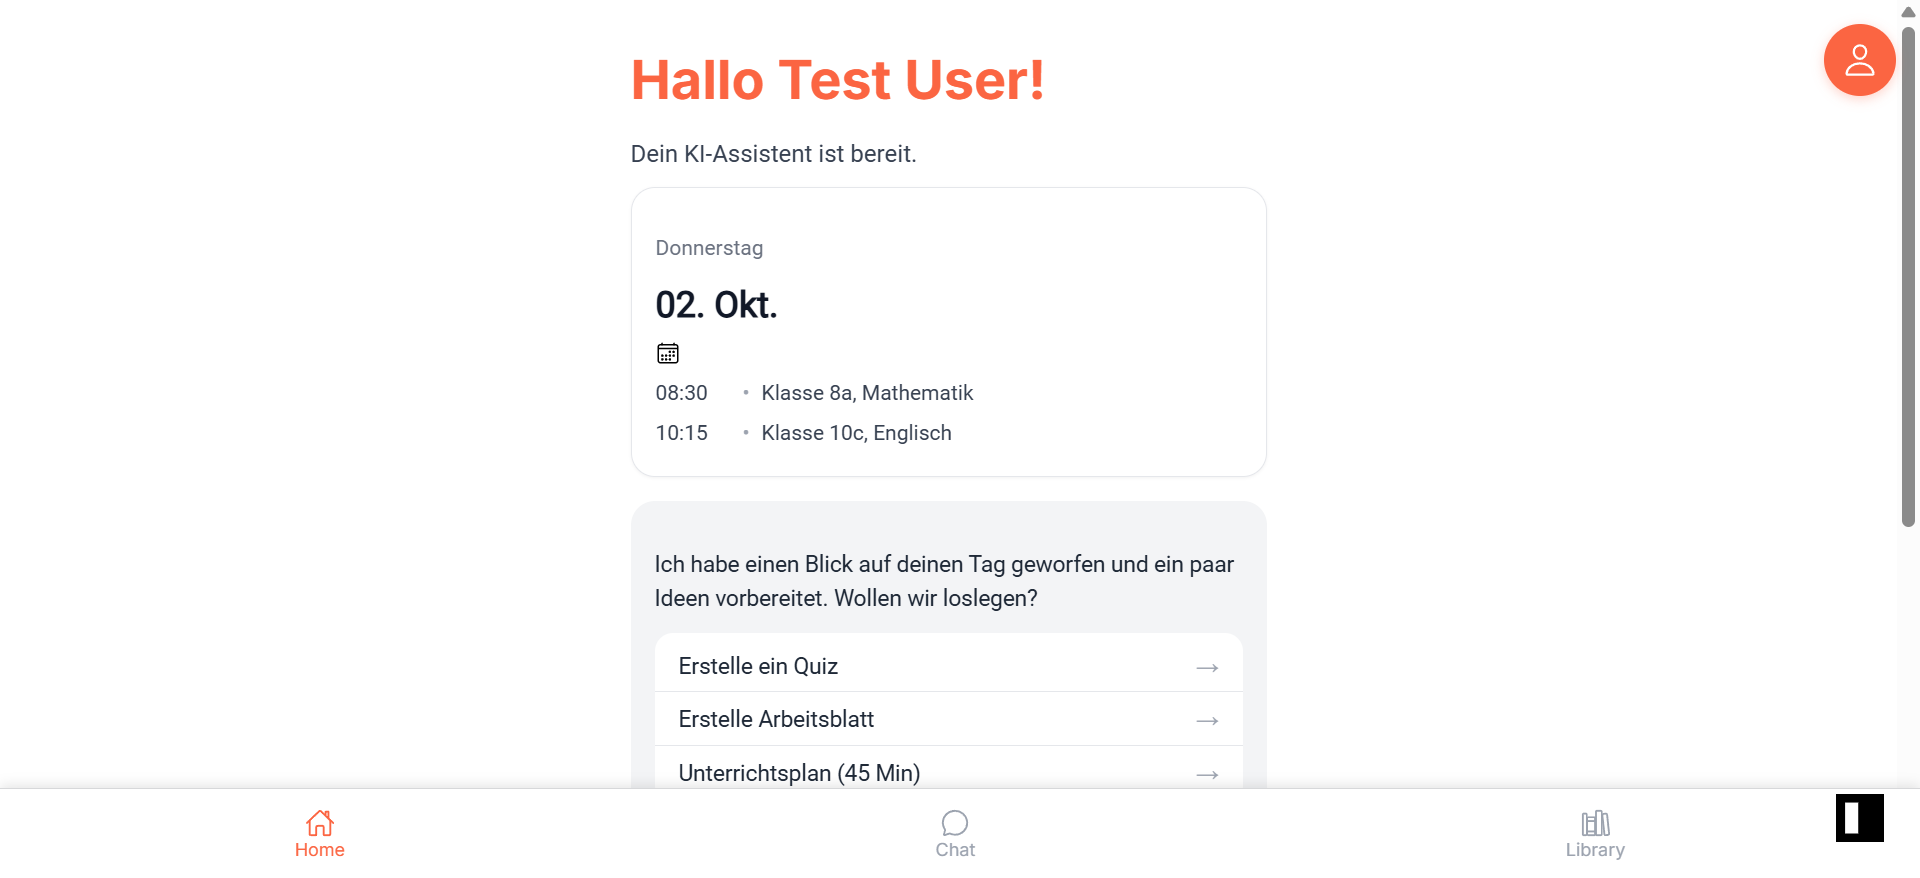 Hallo Test User!
Dein KI-Assistent ist bereit.
Donnerstag
02. Okt.
08:30 • Klasse 8a, Mathematik
10:15 • Klasse 10c, Englisch
Ich habe einen Blick auf deinen Tag geworfen und ein paar
Ideen vorbereitet. Wollen wir loslegen?
Erstelle ein Quiz →
Erstelle Arbeitsblatt →
Unterrichtsplan (45 Min) →
Home
Chat
Library